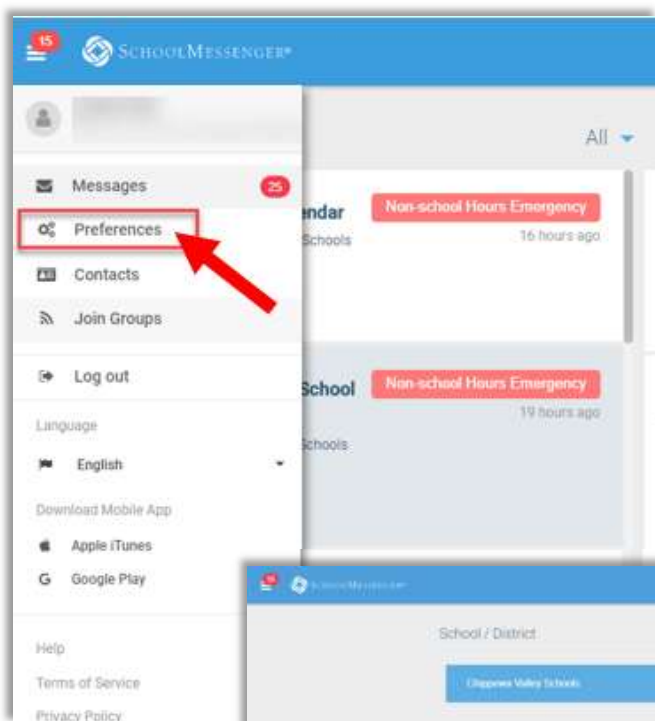 15
SCHOOLMESSENGER®
All
Messages 25
Preferences
Contacts
Join Groups
Log out
Language
English
Download Mobile App
Apple iTunes
G Google Play
Help
Terms of Service
Privacy Policy
endar Non-school Hours Emergency
Schools 16 hours ago
School Non-school Hours Emergency
19 hours ago
Schools
SCHOOLMESSENGER
School / District
Chippewa Valley Schools